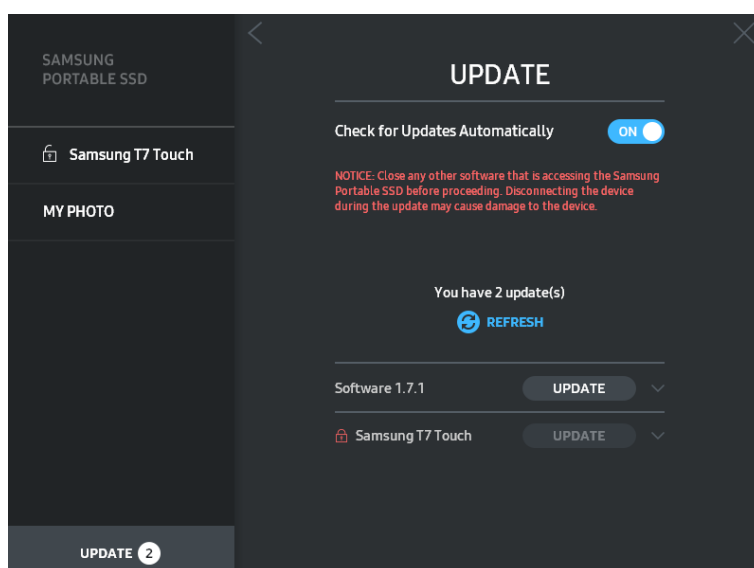 SAMSUNG
PORTABLE SSD
Samsung T7 Touch
MY PHOTO
UPDATE 2
UPDATE
Check for Updates Automatically ON
NOTICE: Close any other software that is accessing the Samsung
Portable SSD before proceeding. Disconnecting the device
during the update may cause damage to the device.
You have 2 update(s)
REFRESH
Software 1.7.1 UPDATE
Samsung T7 Touch UPDATE